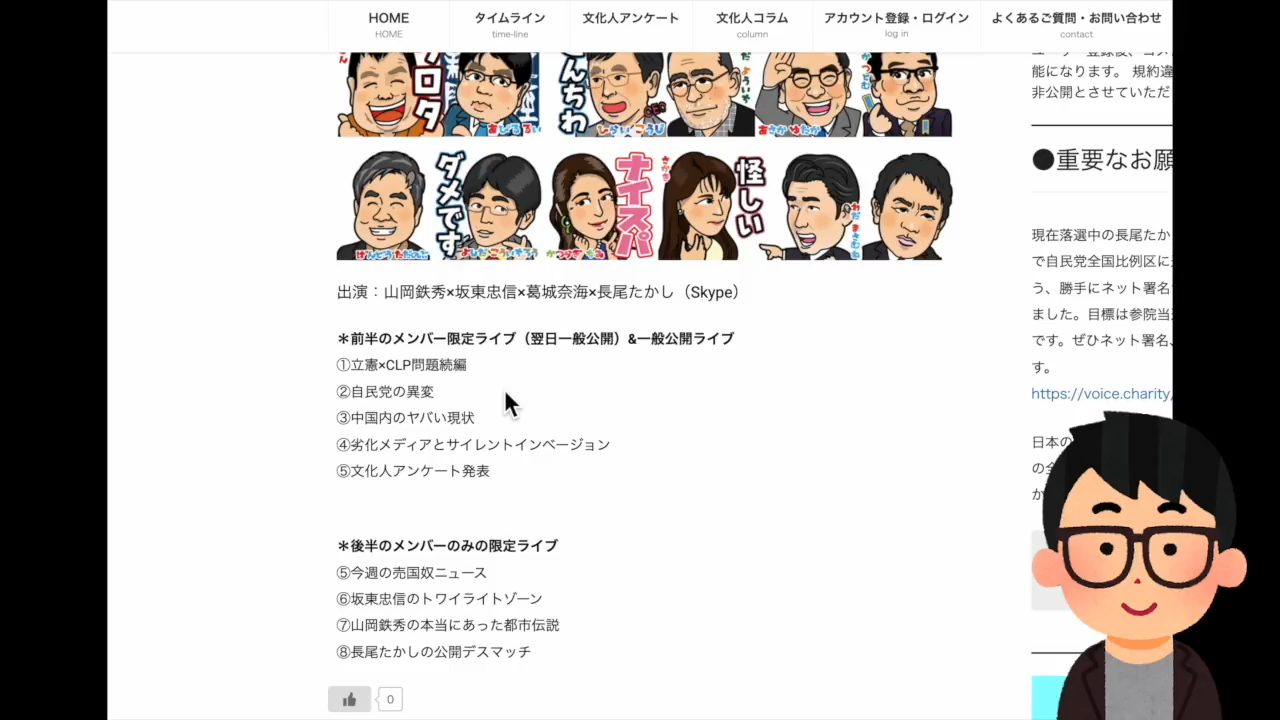 HOME
HOME
タイムライン
time-line
文化人アンケート
文化人コラム
column
アカウント登録・ログイン
log in
よくあるご質問・お問い合わせ
contact
能になります。 規約違
非公開とさせていただ
●重要なお願
現在落選中の長尾たか
で自民党全国比例区に
う、勝手にネット署名
ました。目標は参院当
です。ぜひネット署名、
す。
https://voice.charity/
日本の
の
か
ダメです
ナイスパ
怪しい
出演：山岡鉄秀×坂東忠信×葛城奈海×長尾たかし（Skype）
＊前半のメンバー限定ライブ（翌日一般公開）&一般公開ライブ
①立憲×CLP問題続編
②自民党の異変
③中国内のヤバい現状
④劣化メディアとサイレントインベージョン
⑤文化人アンケート発表
＊後半のメンバーのみの限定ライブ
⑤今週の売国奴ニュース
⑥坂東忠信のトワイライトゾーン
⑦山岡鉄秀の本当にあった都市伝説
⑧長尾たかしの公開デスマッチ
0